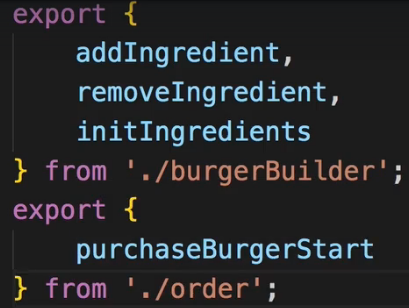 export {
    addIngredient,
    removeIngredient,
    initIngredients
} from './burgerBuilder';
export {
    purchaseBurgerStart
} from './order';